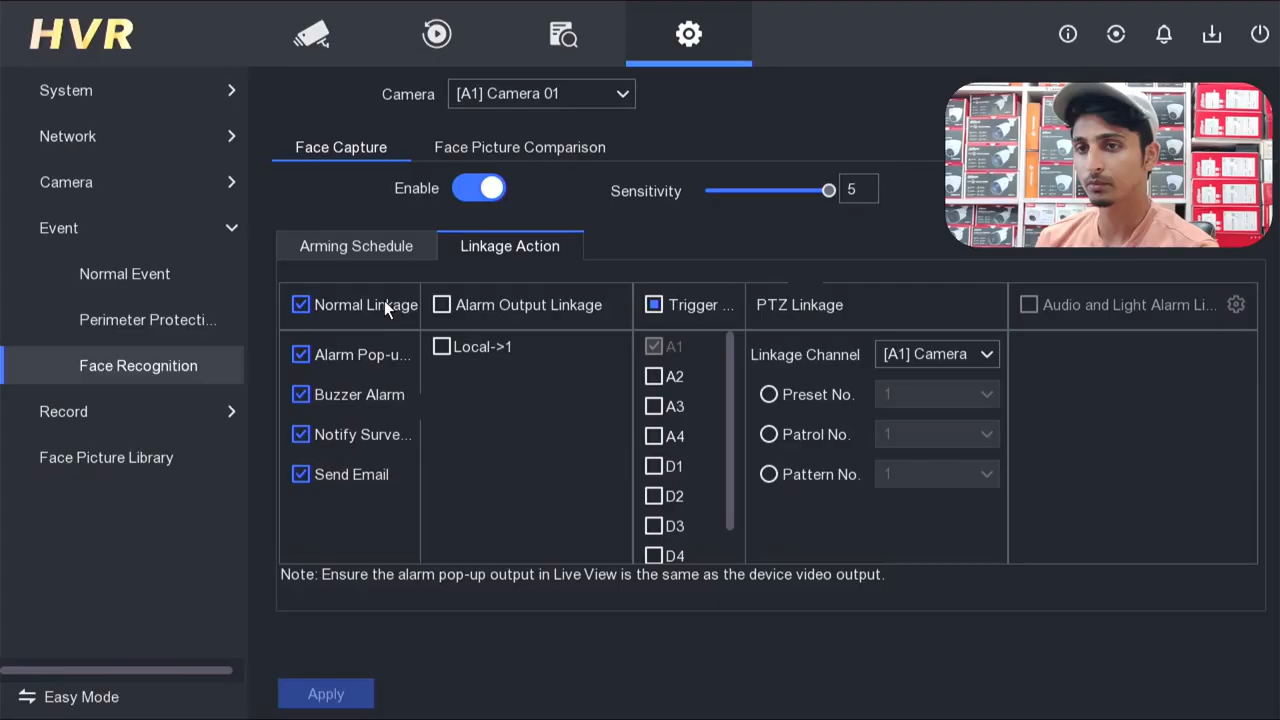 HVR
System
Network
Camera
Event
Normal Event
Perimeter Protecti...
Face Recognition
Record
Face Picture Library
Easy Mode
Camera [A1] Camera 01
Face Capture Face Picture Comparison
Enable Sensitivity 5
Arming Schedule Linkage Action
Normal Linkage Alarm Output Linkage Trigger ... PTZ Linkage Audio and Light Alarm Li...
Alarm Pop-u...
Buzzer Alarm
Notify Surve...
Send Email
Local->1
A1
A2
A3
A4
D1
D2
D3
D4
Linkage Channel [A1] Camera
Preset No. 1
Patrol No. 1
Pattern No. 1
Note: Ensure the alarm pop-up output in Live View is the same as the device video output.
Apply